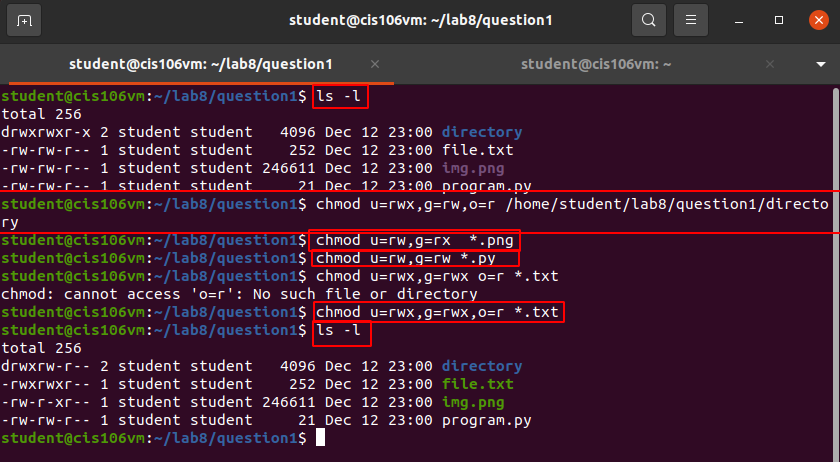 student@cis106vm: ~/lab8/question1
student@cis106vm: ~/lab8/question1 × student@cis106vm: ~ ×
student@cis106vm:~/lab8/question1$ ls -l
total 256
drwxrwxr-x 2 student student   4096 Dec 12 23:00 directory
-rw-rw-r-- 1 student student    252 Dec 12 23:00 file.txt
-rw-rw-r-- 1 student student 246611 Dec 12 23:00 img.png
-rw-rw-r-- 1 student student     21 Dec 12 23:00 program.py
student@cis106vm:~/lab8/question1$ chmod u=rwx,g=rw,o=r /home/student/lab8/question1/directo
ry
student@cis106vm:~/lab8/question1$ chmod u=rw,g=rx  *.png
student@cis106vm:~/lab8/question1$ chmod u=rw,g=rw *.py
student@cis106vm:~/lab8/question1$ chmod u=rwx,g=rwx o=r *.txt
chmod: cannot access 'o=r': No such file or directory
student@cis106vm:~/lab8/question1$ chmod u=rwx,g=rwx,o=r *.txt
student@cis106vm:~/lab8/question1$ ls -l
total 256
drwxrw-r-- 2 student student   4096 Dec 12 23:00 directory
-rwxrwxr-- 1 student student    252 Dec 12 23:00 file.txt
-rw-r-xr-- 1 student student 246611 Dec 12 23:00 img.png
-rw-rw-r-- 1 student student     21 Dec 12 23:00 program.py
student@cis106vm:~/lab8/question1$